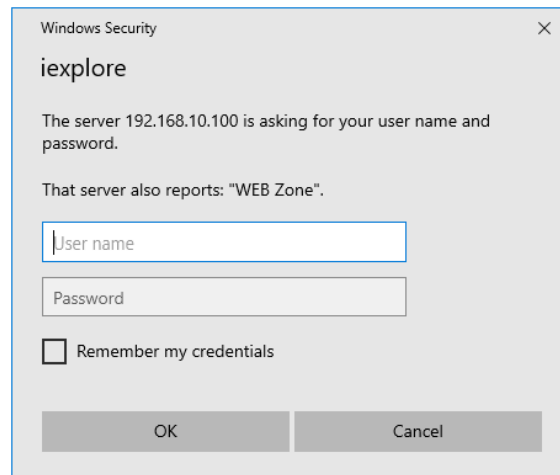 Windows Security
iexplore
The server 192.168.10.100 is asking for your user name and
password.
That server also reports: "WEB Zone".
User name
Password
Remember my credentials
OK
Cancel